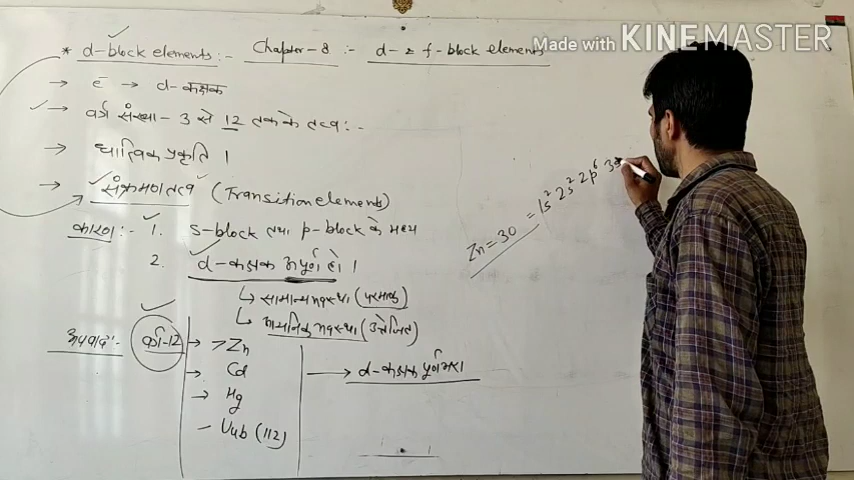 Made with KINEMASTER
* d-block elements :- Chapter-8 :- d- z f-block elements
→ e⁻ → d-कक्षक
→ वर्ग संख्या - 3 से 12 तक के तत्व :-
→ धात्विक प्रकृति ।
→ संक्रमण तत्व (Transition elements)
कारण :- 1. s-block तथा p-block के मध्य
2. d-कक्षक अपूर्ण हो ।
↳ सामान्य अवस्था (परमाणु)
↳ आयनिक अवस्था (उत्तेजित)
अपवाद :- वर्ग-12 → Zn
→ Cd → d-कक्षक पूर्ण भरा
→ Hg
- Uub (112)
Zn = 30 = 1s² 2s² 2p⁶ 3s